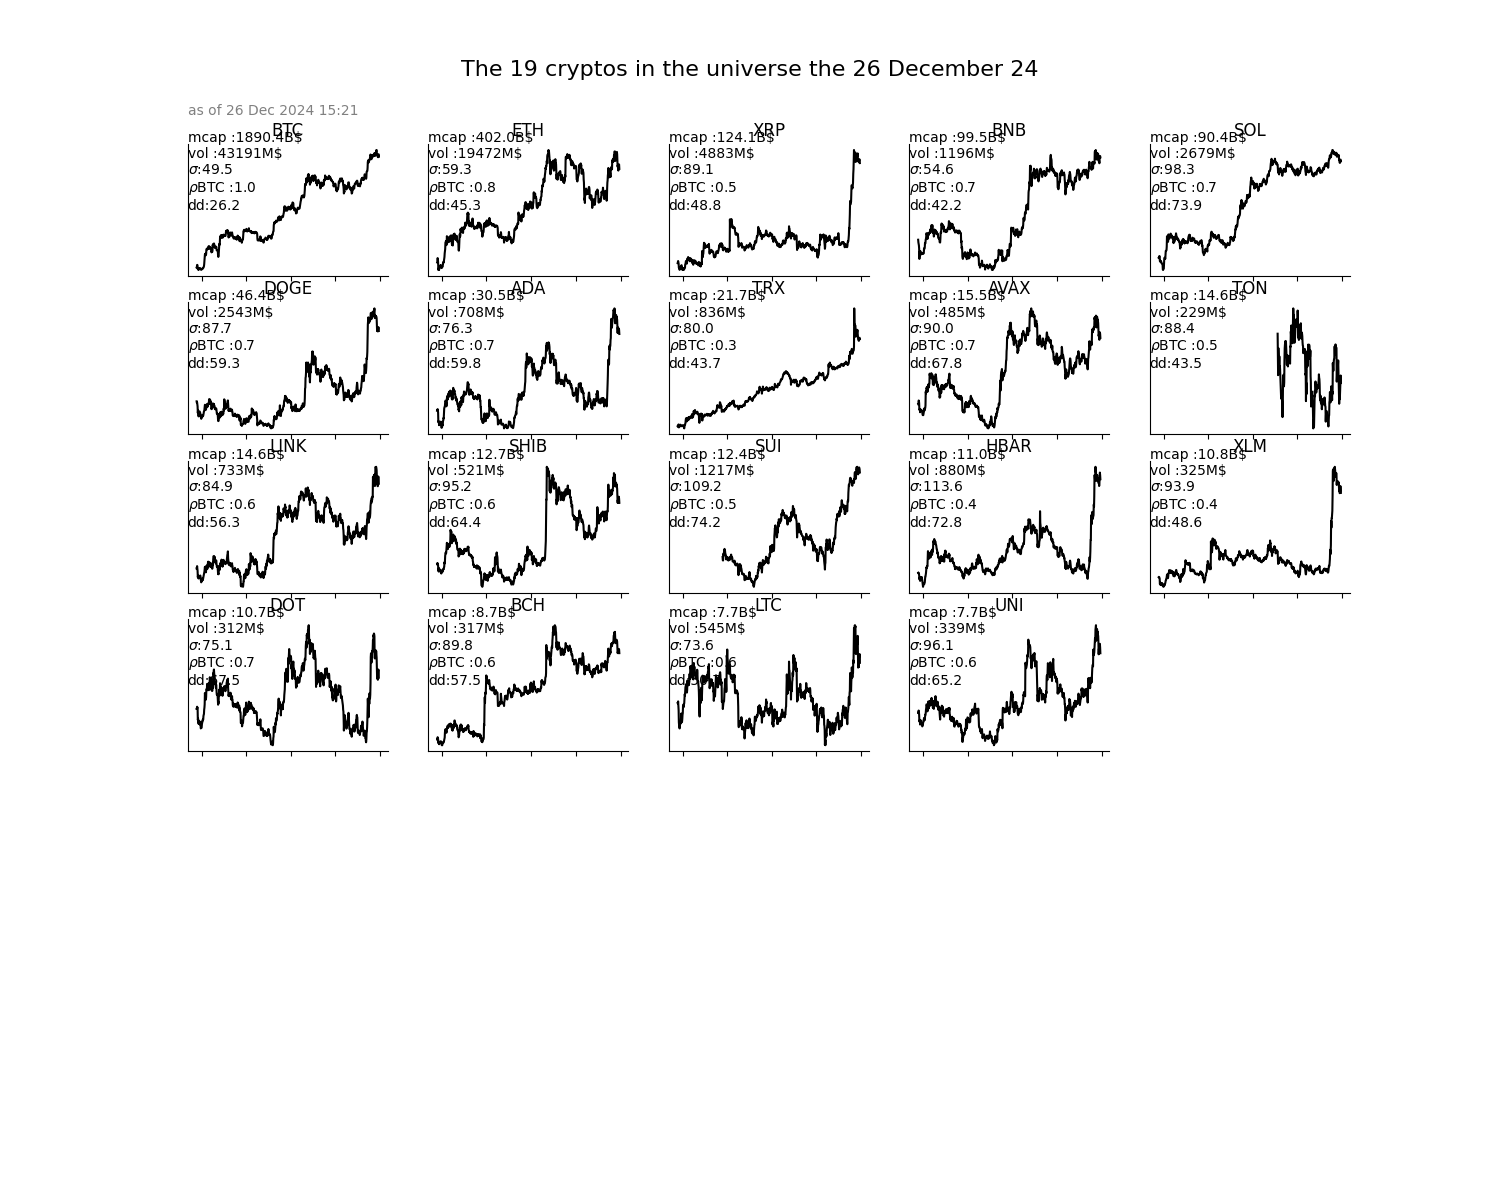 The 19 cryptos in the universe the 26 December 24
as of 26 Dec 2024 15:21
BTC
mcap :1890.4B$
vol :43191M$
σ:49.5
ρBTC :1.0
dd:26.2
ETH
mcap :402.0B$
vol :19472M$
σ:59.3
ρBTC :0.8
dd:45.3
XRP
mcap :124.1B$
vol :4883M$
σ:89.1
ρBTC :0.5
dd:48.8
BNB
mcap :99.5B$
vol :1196M$
σ:54.6
ρBTC :0.7
dd:42.2
SOL
mcap :90.4B$
vol :2679M$
σ:98.3
ρBTC :0.7
dd:73.9
DOGE
mcap :46.4B$
vol :2543M$
σ:87.7
ρBTC :0.7
dd:59.3
ADA
mcap :30.5B$
vol :708M$
σ:76.3
ρBTC :0.7
dd:59.8
TRX
mcap :21.7B$
vol :836M$
σ:80.0
ρBTC :0.3
dd:43.7
AVAX
mcap :15.5B$
vol :485M$
σ:90.0
ρBTC :0.7
dd:67.8
TON
mcap :14.6B$
vol :229M$
σ:88.4
ρBTC :0.5
dd:43.5
LINK
mcap :14.6B$
vol :733M$
σ:84.9
ρBTC :0.6
dd:56.3
SHIB
mcap :12.7B$
vol :521M$
σ:95.2
ρBTC :0.6
dd:64.4
SUI
mcap :12.4B$
vol :1217M$
σ:109.2
ρBTC :0.5
dd:74.2
HBAR
mcap :11.0B$
vol :880M$
σ:113.6
ρBTC :0.4
dd:72.8
XLM
mcap :10.8B$
vol :325M$
σ:93.9
ρBTC :0.4
dd:48.6
DOT
mcap :10.7B$
vol :312M$
σ:75.1
ρBTC :0.7
BCH
mcap :8.7B$
vol :317M$
σ:89.8
ρBTC :0.6
dd:57.5
LTC
mcap :7.7B$
vol :545M$
σ:73.6
ρBTC :0.6
UNI
mcap :7.7B$
vol :339M$
σ:96.1
ρBTC :0.6
dd:65.2